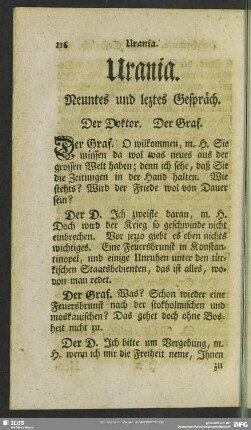 116 Urania.
Urania.
Neuntes und leztes Gespräch.
Der Doktor. Der Graf.
Der Graf. O wilkommen, m. H. Sie
müssen da wol was neues aus der
grossen Welt haben; denn ich sehe, daß Sie
die Zeitungen in der Hand halten. Wie
stehts? Wird der Friede wol von Dauer
sein?
Der D. Ich zweifle daran, m. H.
Doch wird der Krieg so geschwinde nicht
einbrechen. Vor jezo giebt es eben nichts
wichtiges. Eine Feuersbrunst in Konstan-
tinopel, und einige Unruhen unter den tür-
kischen Staatsbedienten, das ist alles, wo-
von man redet.
Der Graf. Was? Schon wieder eine
Feuersbrunst nach der stokholmischen und
moskauischen? Das gehet doch ohne Bos-
heit nicht zu.
Der D. Ich bitte um Vergebung, m.
H. wenn ich mir die Freiheit neme, Ihnen
zu
SLUB
DFG